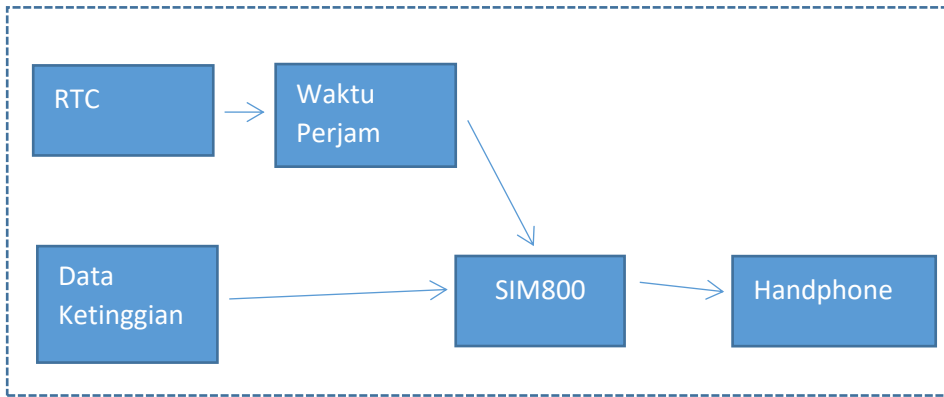 RTC
Waktu
Perjam
Data
Ketinggian
SIM800
Handphone